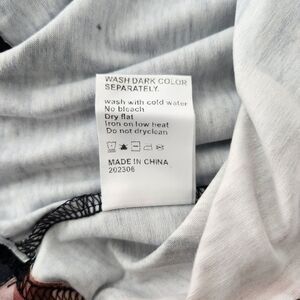 WASH DARK COLOR
SEPARATELY.
wash with cold water
No bleach
Dry flat
Iron on low heat
Do not dryclean
MADE IN CHINA
202306